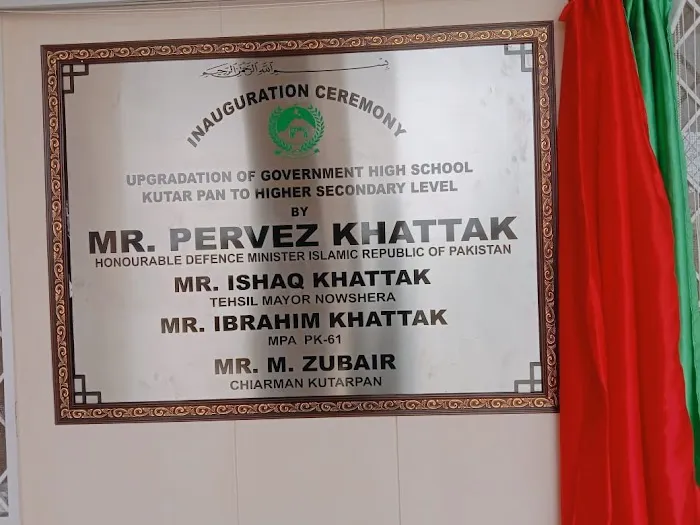 بسم الله الرحمن الرحيم
INAUGURATION CEREMONY
UPGRADATION OF GOVERNMENT HIGH SCHOOL
KUTAR PAN TO HIGHER SECONDARY LEVEL
BY
MR. PERVEZ KHATTAK
HONOURABLE DEFENCE MINISTER ISLAMIC REPUBLIC OF PAKISTAN
MR. ISHAQ KHATTAK
TEHSIL MAYOR NOWSHERA
MR. IBRAHIM KHATTAK
MPA PK-61
MR. M. ZUBAIR
CHIARMAN KUTARPAN